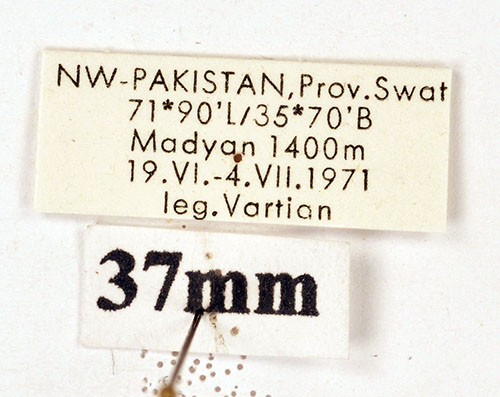 NW-PAKISTAN,Prov.Swat
71*90'L/35*70'B
Madyan 1400m
19.VI.-4.VII.1971
leg.Vartian
37mm